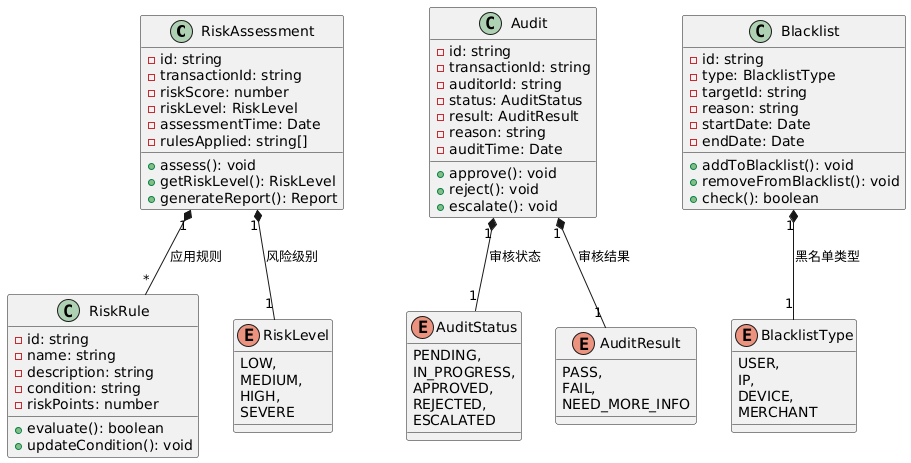 C RiskAssessment
id: string
transactionId: string
riskScore: number
riskLevel: RiskLevel
assessmentTime: Date
rulesApplied: string[]
assess(): void
getRiskLevel(): RiskLevel
generateReport(): Report
C Audit
id: string
transactionId: string
auditorId: string
status: AuditStatus
result: AuditResult
reason: string
auditTime: Date
approve(): void
reject(): void
escalate(): void
C Blacklist
id: string
type: BlacklistType
targetId: string
reason: string
startDate: Date
endDate: Date
addToBlacklist(): void
removeFromBlacklist(): void
check(): boolean
1
应用规则
*
1
风险级别
1
1
审核状态
1
1
审核结果
1
1
黑名单类型
1
C RiskRule
id: string
name: string
description: string
condition: string
riskPoints: number
evaluate(): boolean
updateCondition(): void
E RiskLevel
LOW,
MEDIUM,
HIGH,
SEVERE
E AuditStatus
PENDING,
IN_PROGRESS,
APPROVED,
REJECTED,
ESCALATED
E AuditResult
PASS,
FAIL,
NEED_MORE_INFO
E BlacklistType
USER,
IP,
DEVICE,
MERCHANT